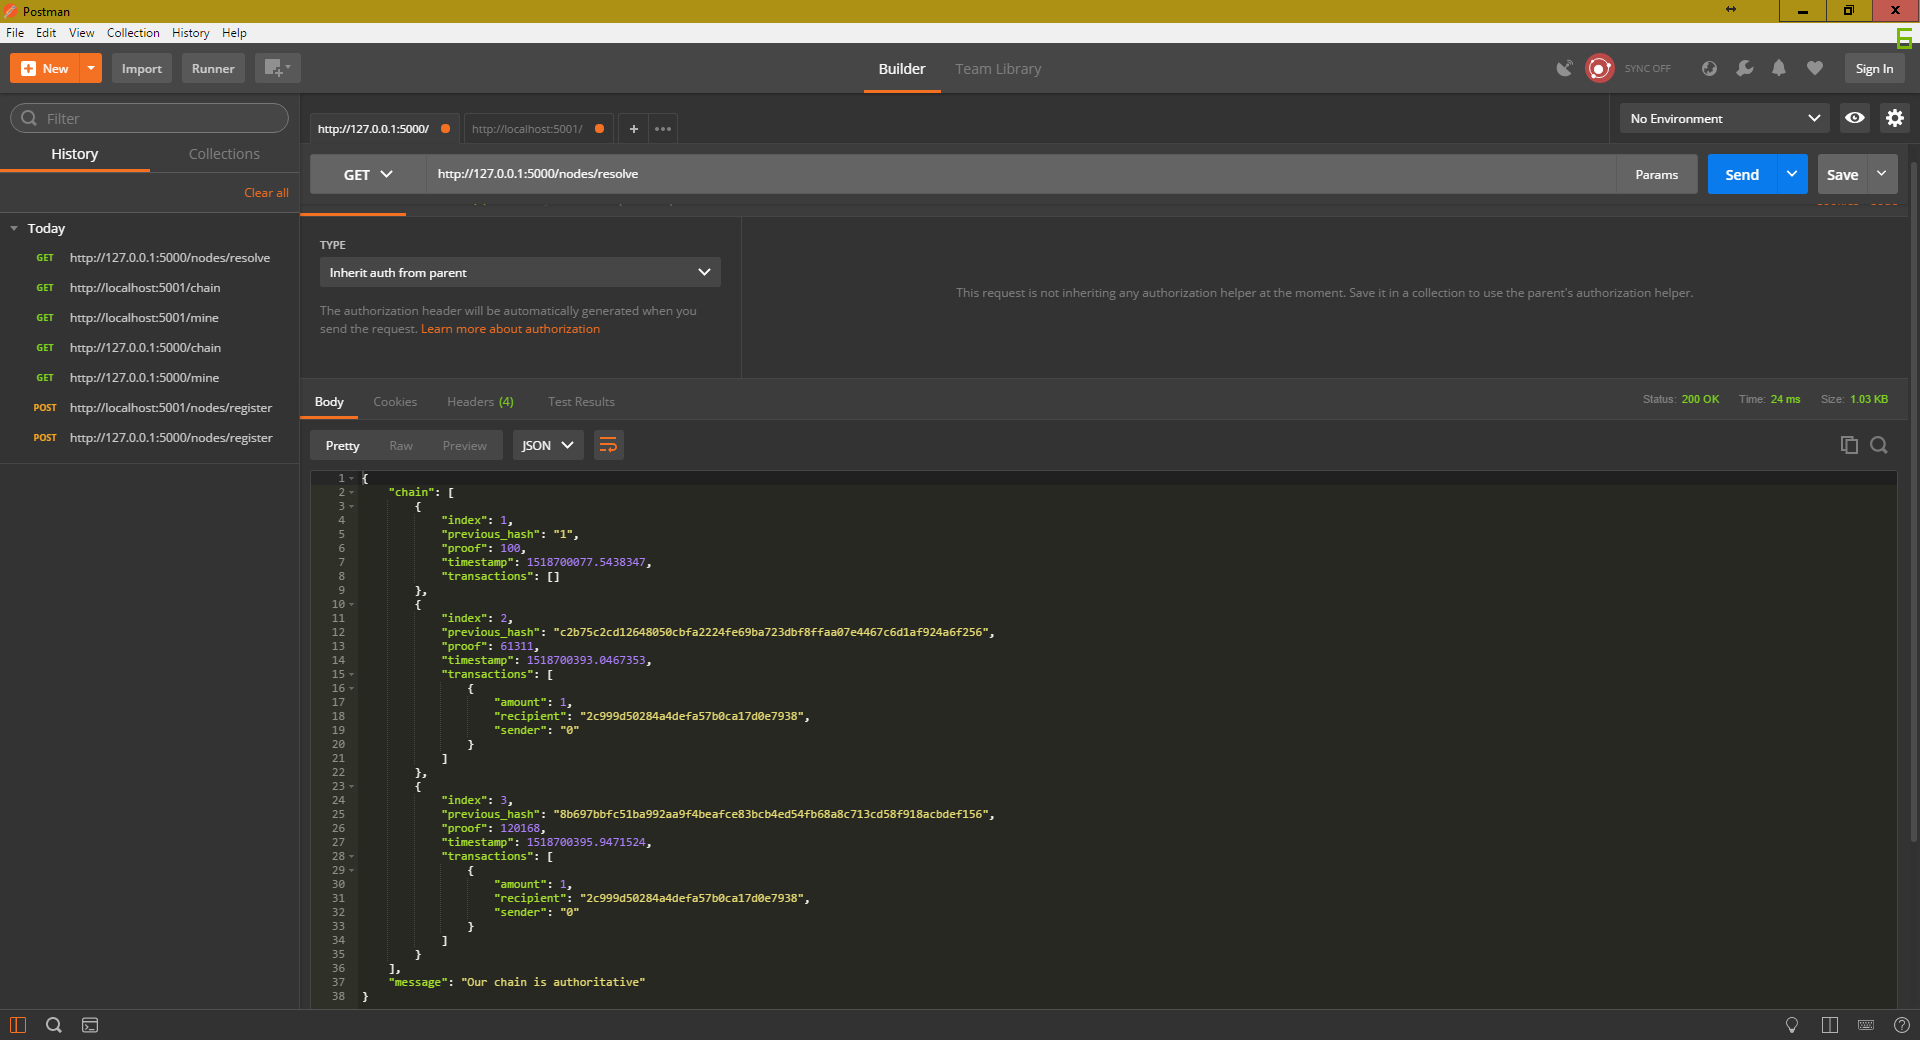 Postman
File Edit View Collection History Help
New Import Runner Builder Team Library SYNC OFF Sign In
Filter
History Collections
Clear all
Today
GET http://127.0.0.1:5000/nodes/resolve
GET http://localhost:5001/chain
GET http://localhost:5001/mine
GET http://127.0.0.1:5000/chain
GET http://127.0.0.1:5000/mine
POST http://localhost:5001/nodes/register
POST http://127.0.0.1:5000/nodes/register
http://127.0.0.1:5000/ http://localhost:5001/ + ••• No Environment
GET http://127.0.0.1:5000/nodes/resolve Params Send Save
TYPE
Inherit auth from parent
The authorization header will be automatically generated when you
send the request. Learn more about authorization
This request is not inheriting any authorization helper at the moment. Save it in a collection to use the parent's authorization helper.
Body Cookies Headers (4) Test Results Status: 200 OK Time: 24 ms Size: 1.03 KB
Pretty Raw Preview JSON
1 {
2 "chain": [
3 {
4 "index": 1,
5 "previous_hash": "1",
6 "proof": 100,
7 "timestamp": 1518700077.5438347,
8 "transactions": []
9 },
10 {
11 "index": 2,
12 "previous_hash": "c2b75c2cd12648050cbfa2224fe69ba723dbf8ffaa07e4467c6d1af924a6f256",
13 "proof": 61311,
14 "timestamp": 1518700393.0467353,
15 "transactions": [
16 {
17 "amount": 1,
18 "recipient": "2c999d50284a4defa57b0ca17d0e7938",
19 "sender": "0"
20 }
21 ]
22 },
23 {
24 "index": 3,
25 "previous_hash": "8b697bbfc51ba992aa9f4beafce83bcb4ed54fb68a8c713cd58f918acbdef156",
26 "proof": 120168,
27 "timestamp": 1518700395.9471524,
28 "transactions": [
29 {
30 "amount": 1,
31 "recipient": "2c999d50284a4defa57b0ca17d0e7938",
32 "sender": "0"
33 }
34 ]
35 }
36 ],
37 "message": "Our chain is authoritative"
38 }